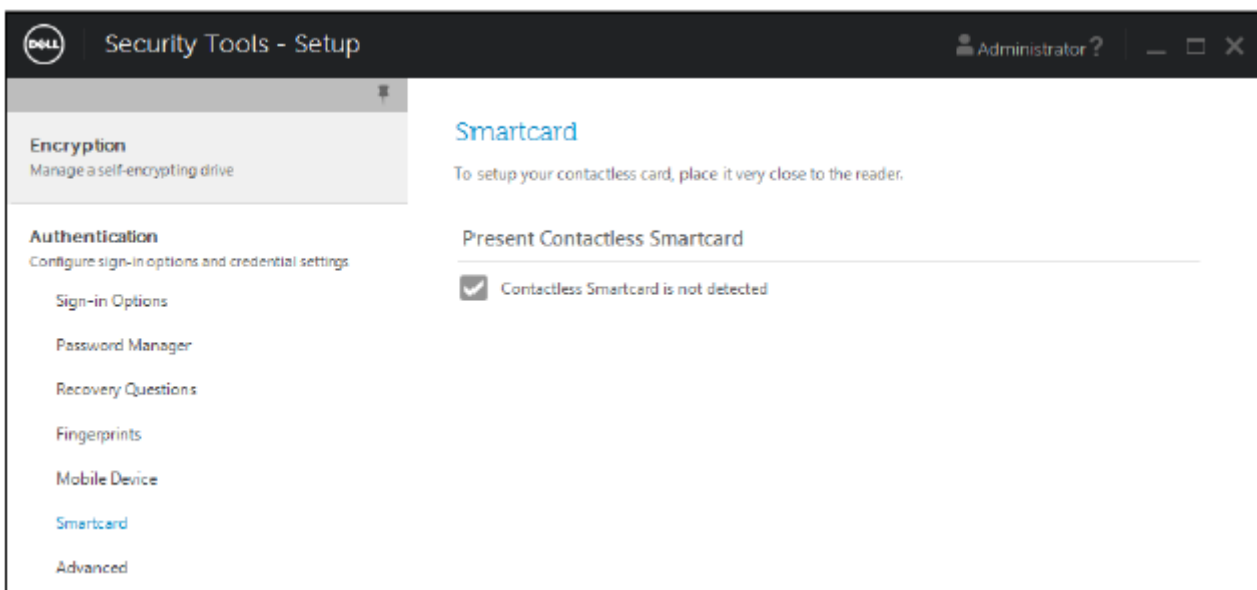 DELL
Security Tools - Setup
Administrator ?
Encryption
Manage a self-encrypting drive
Authentication
Configure sign-in options and credential settings
Sign-in Options
Password Manager
Recovery Questions
Fingerprints
Mobile Device
Smartcard
Advanced
Smartcard
To setup your contactless card, place it very close to the reader.
Present Contactless Smartcard
Contactless Smartcard is not detected